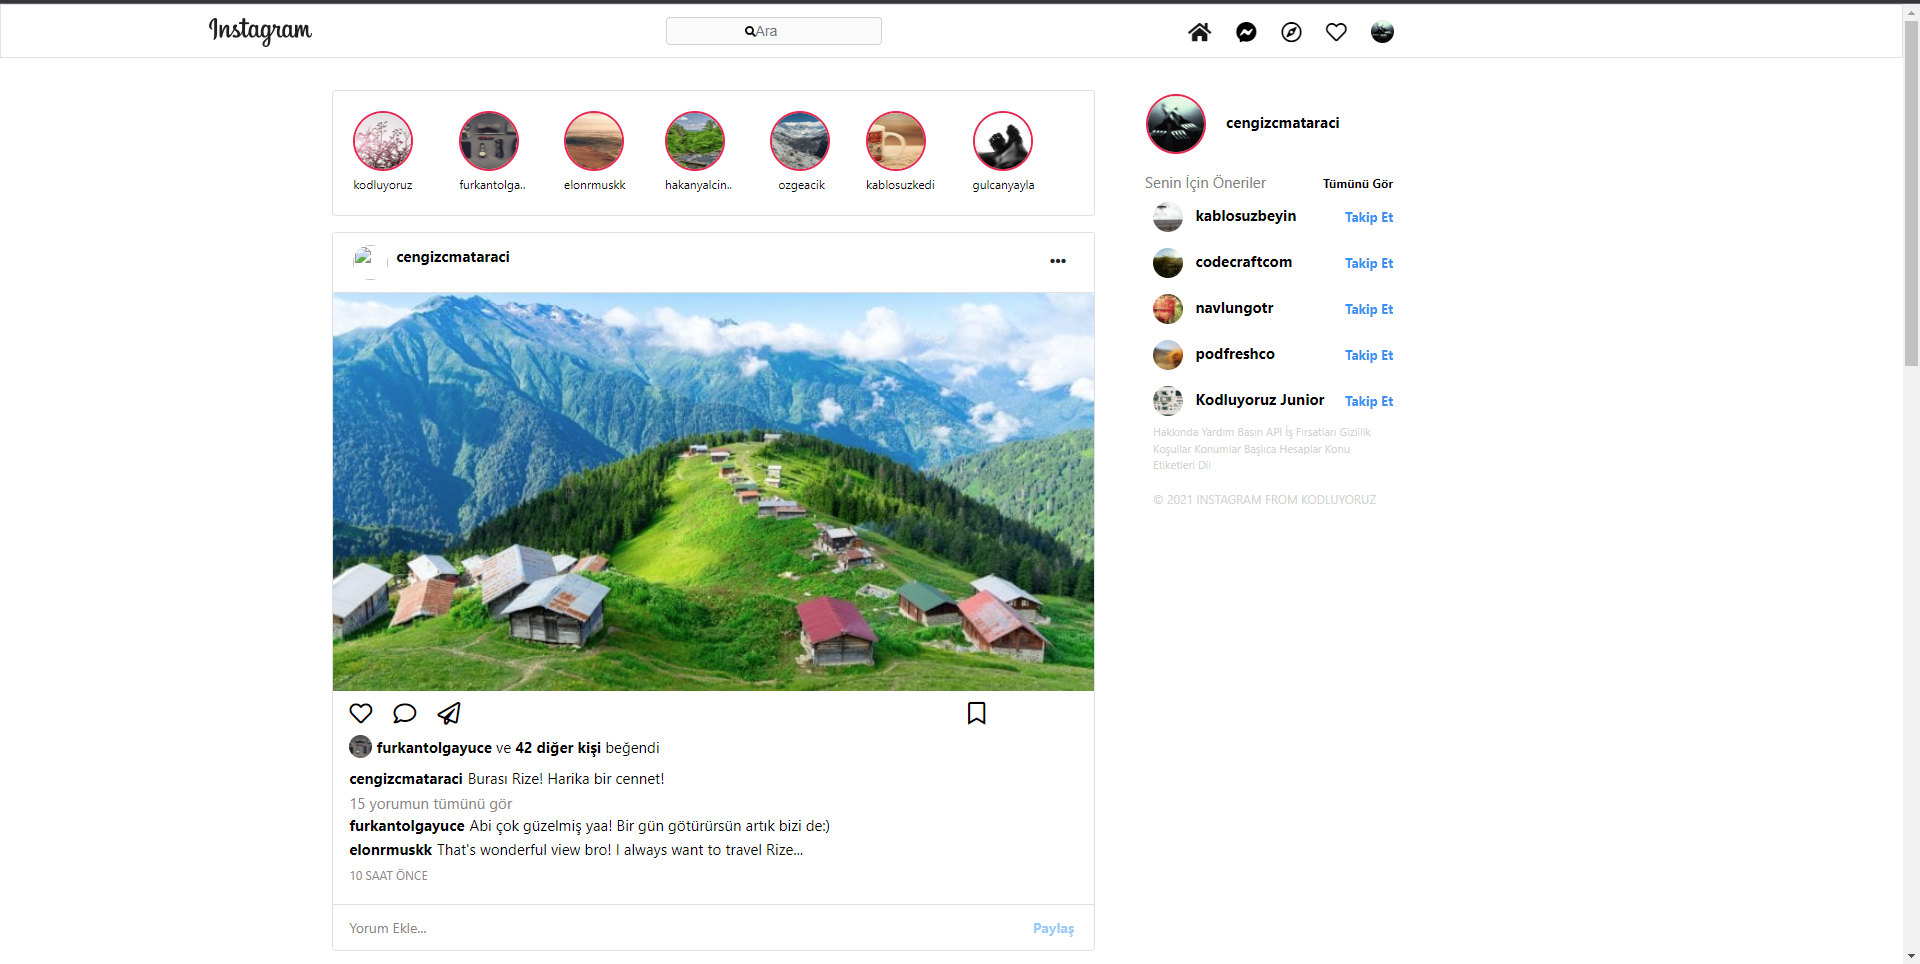 Instagram
Ara
kodluyoruz furkantolga.. elonrmuskk hakanyalcin.. ozgeacik kablosuzkedi gulcanyayla
cengizcmataraci
Senin İçin Öneriler Tümünü Gör
kablosuzbeyin Takip Et
codecraftcom Takip Et
navlungotr Takip Et
podfreshco Takip Et
Kodluyoruz Junior Takip Et
Hakkında Yardım Basın API İş Fırsatları Gizlilik
Koşullar Konumlar Başlıca Hesaplar Konu
Etiketleri Dil
© 2021 INSTAGRAM FROM KODLUYORUZ
cengizcmataraci
furkantolgayuce ve 42 diğer kişi beğendi
cengizcmataraci Burası Rize! Harika bir cennet!
15 yorumun tümünü gör
furkantolgayuce Abi çok güzelmiş yaa! Bir gün götürürsün artık bizi de:)
elonrmuskk That's wonderful view bro! I always want to travel Rize...
10 SAAT ÖNCE
Yorum Ekle... Paylaş